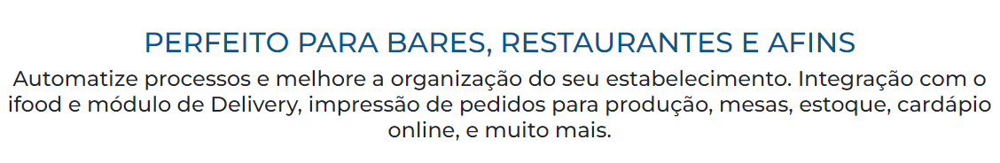 PERFEITO PARA BARES, RESTAURANTES E AFINS
Automatize processos e melhore a organização do seu estabelecimento. Integração com o
ifood e módulo de Delivery, impressão de pedidos para produção, mesas, estoque, cardápio
online, e muito mais.